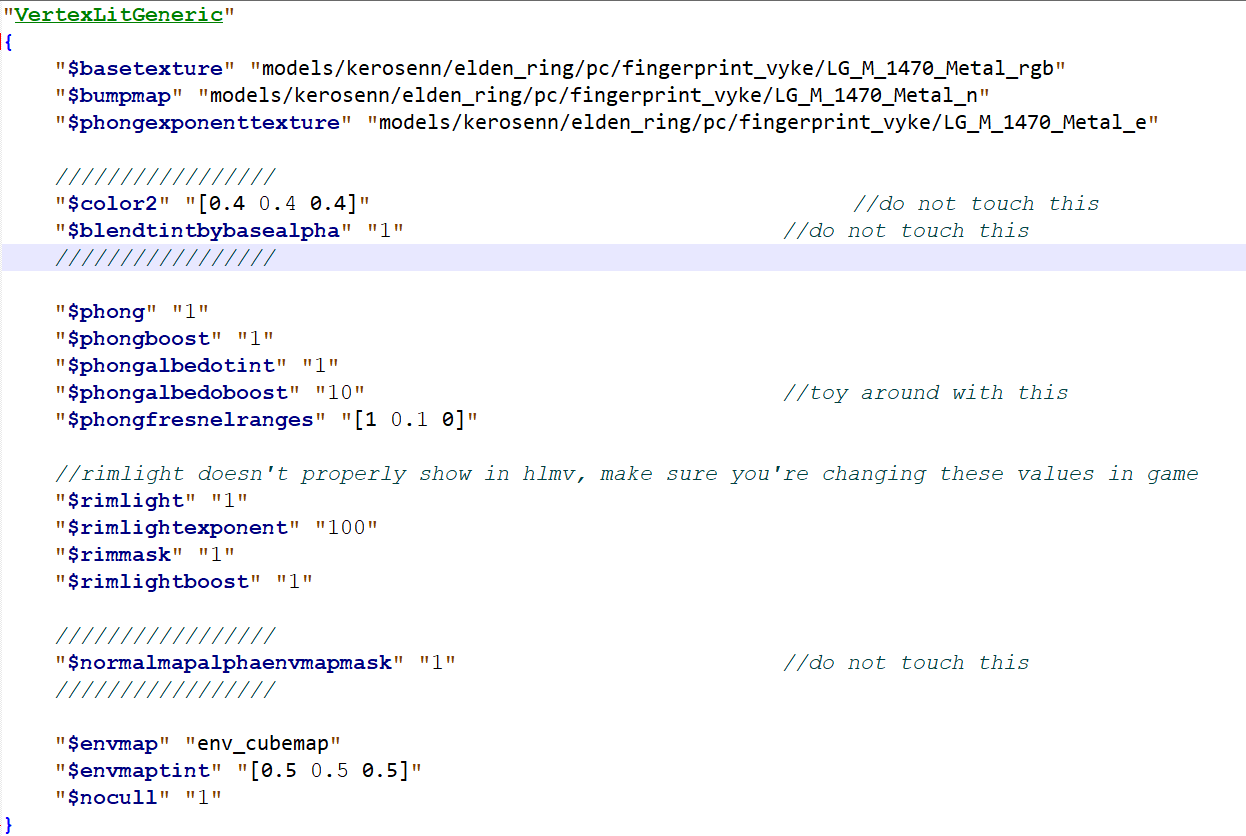 "VertexLitGeneric"
{
"$basetexture" "models/kerosenn/elden_ring/pc/fingerprint_vyke/LG_M_1470_Metal_rgb"
"$bumpmap" "models/kerosenn/elden_ring/pc/fingerprint_vyke/LG_M_1470_Metal_n"
"$phongexponenttexture" "models/kerosenn/elden_ring/pc/fingerprint_vyke/LG_M_1470_Metal_e"
/////////////////
"$color2" "[0.4 0.4 0.4]" //do not touch this
"$blendtintbybasealpha" "1" //do not touch this
/////////////////
"$phong" "1"
"$phongboost" "1"
"$phongalbedotint" "1"
"$phongalbedoboost" "10" //toy around with this
"$phongfresnelranges" "[1 0.1 0]"
//rimlight doesn't properly show in hlmv, make sure you're changing these values in game
"$rimlight" "1"
"$rimlightexponent" "100"
"$rimmask" "1"
"$rimlightboost" "1"
/////////////////
"$normalmapalphaenvmapmask" "1" //do not touch this
/////////////////
"$envmap" "env_cubemap"
"$envmaptint" "[0.5 0.5 0.5]"
"$nocull" "1"
}